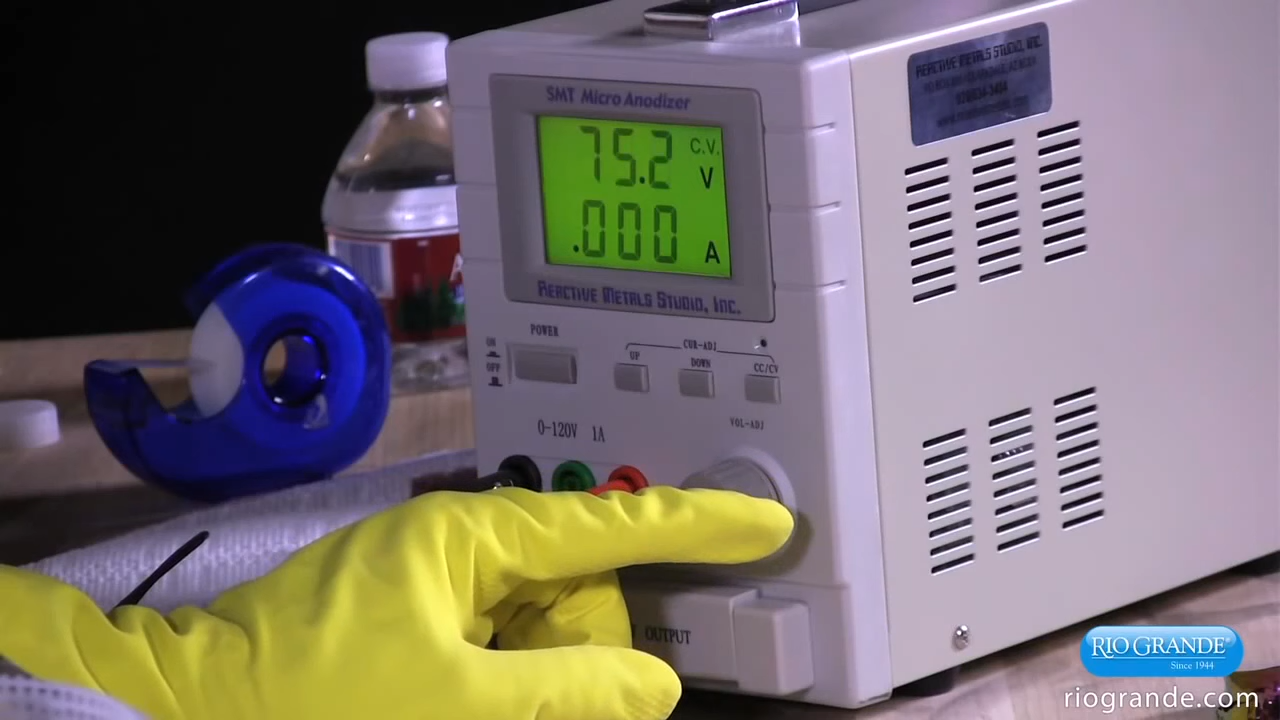 SMT Micro Anodizer
75.2 C.V. V
.000 A
Reactive Metals Studio, Inc.
REACTIVE METALS STUDIO, INC.
POWER
ON
OFF
CUR-ADJ
UP
DOWN
CC/CV
VOL-ADJ
0-120V 1A
OUTPUT
RIO GRANDE®
Since 1944
riogrande.com